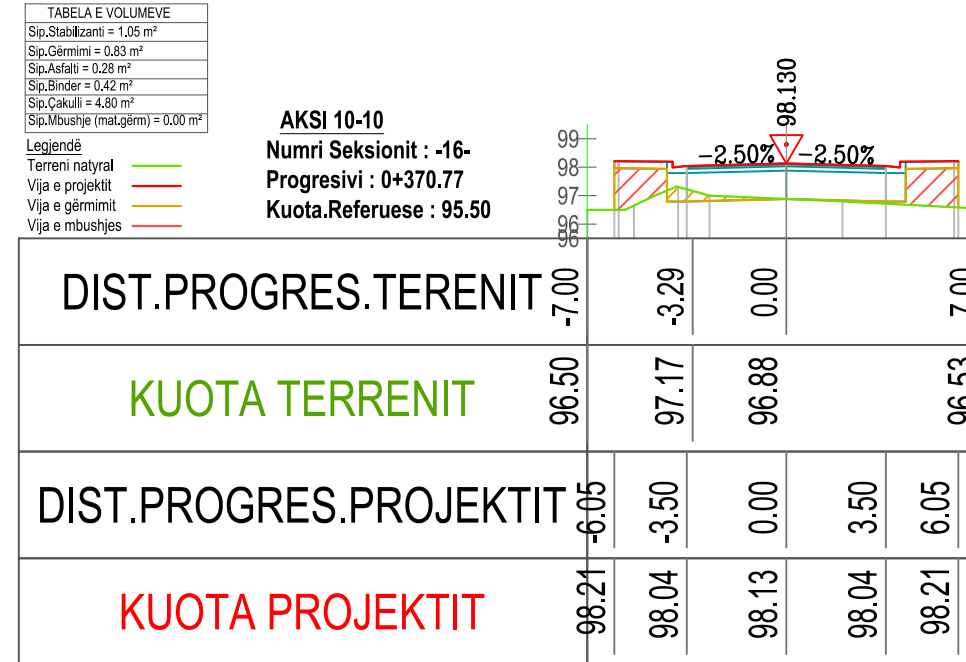 TABELA E VOLUMEVE
Sip.Stabilizanti = 1.05 m²
Sip.Gërmimi = 0.83 m²
Sip.Asfalti = 0.28 m²
Sip.Binder = 0.42 m²
Sip.Çakulli = 4.80 m²
Sip.Mbushje (mat.gërm) = 0.00 m²
Legjendë
Terreni natyral
Vija e projektit
Vija e gërmimit
Vija e mbushjes
AKSI 10-10
Numri Seksionit : -16-
Progresivi : 0+370.77
Kuota.Referuese : 95.50
98.130
-2.50% -2.50%
99
98
97
96
96
DIST.PROGRES.TERENIT -7.00 -3.29 0.00 7.00
KUOTA TERRENIT 96.50 97.17 96.88 96.53
DIST.PROGRES.PROJEKTIT -6.05 -3.50 0.00 3.50 6.05
KUOTA PROJEKTIT 98.21 98.04 98.13 98.04 98.21